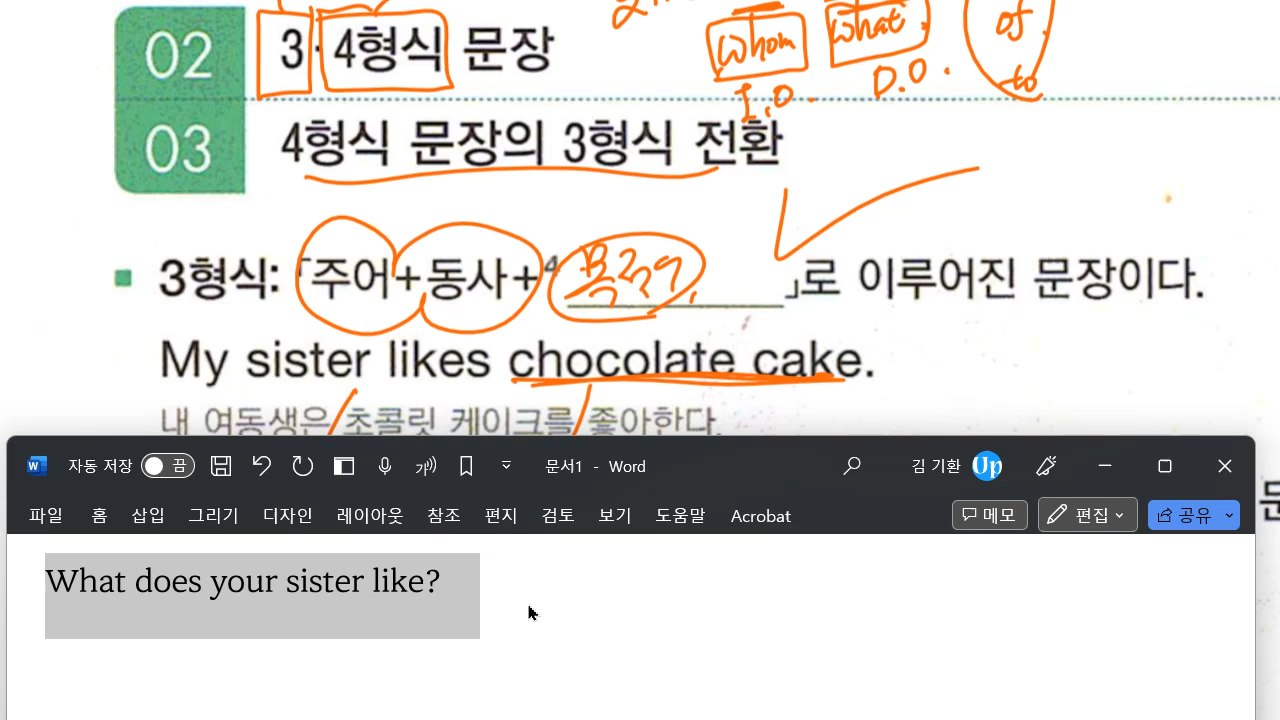 02 3·4형식 문장
whom what of
I.O. D.O. to
03 4형식 문장의 3형식 전환
3형식: 「주어+동사+4 목적어」로 이루어진 문장이다.
My sister likes chocolate cake.
내 여동생은 초콜릿 케이크를 좋아한다.
자동 저장 끔 가)) 문서1 - Word 김 기환 Up
파일 홈 삽입 그리기 디자인 레이아웃 참조 편지 검토 보기 도움말 Acrobat 메모 편집 공유
What does your sister like?